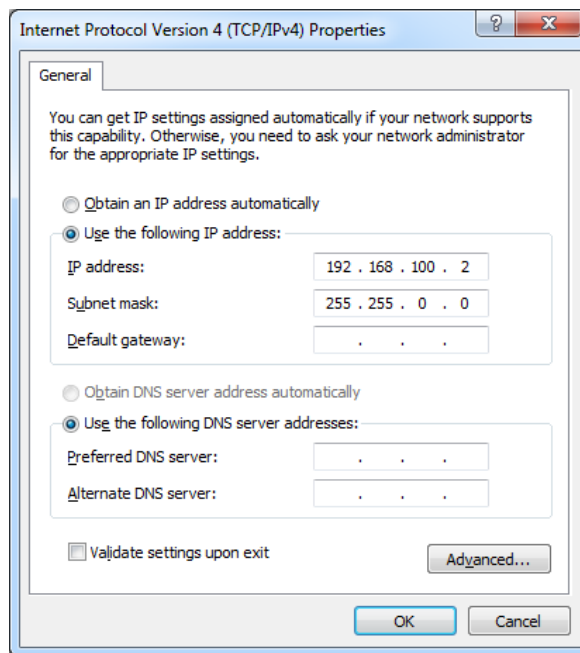 Internet Protocol Version 4 (TCP/IPv4) Properties
?
General
You can get IP settings assigned automatically if your network supports
this capability. Otherwise, you need to ask your network administrator
for the appropriate IP settings.
Obtain an IP address automatically
Use the following IP address:
IP address: 192 . 168 . 100 . 2
Subnet mask: 255 . 255 . 0 . 0
Default gateway: . . .
Obtain DNS server address automatically
Use the following DNS server addresses:
Preferred DNS server: . . .
Alternate DNS server: . . .
Validate settings upon exit
Advanced...
OK Cancel